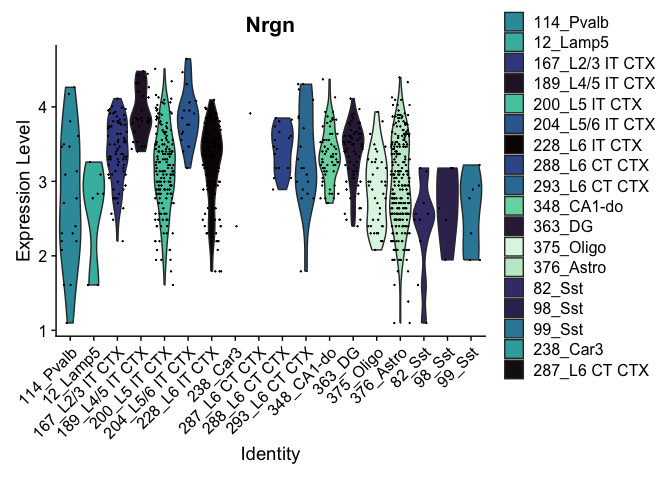 Nrgn
Expression Level
4
3
2
1
114_Pvalb
12_Lamp5
167_L2/3 IT CTX
189_L4/5 IT CTX
200_L5 IT CTX
204_L5/6 IT CTX
228_L6 IT CTX
238_Car3
287_L6 CT CTX
288_L6 CT CTX
293_L6 CT CTX
348_CA1-do
363_DG
375_Oligo
376_Astro
82_Sst
98_Sst
99_Sst
Identity
114_Pvalb
12_Lamp5
167_L2/3 IT CTX
189_L4/5 IT CTX
200_L5 IT CTX
204_L5/6 IT CTX
228_L6 IT CTX
288_L6 CT CTX
293_L6 CT CTX
348_CA1-do
363_DG
375_Oligo
376_Astro
82_Sst
98_Sst
99_Sst
238_Car3
287_L6 CT CTX